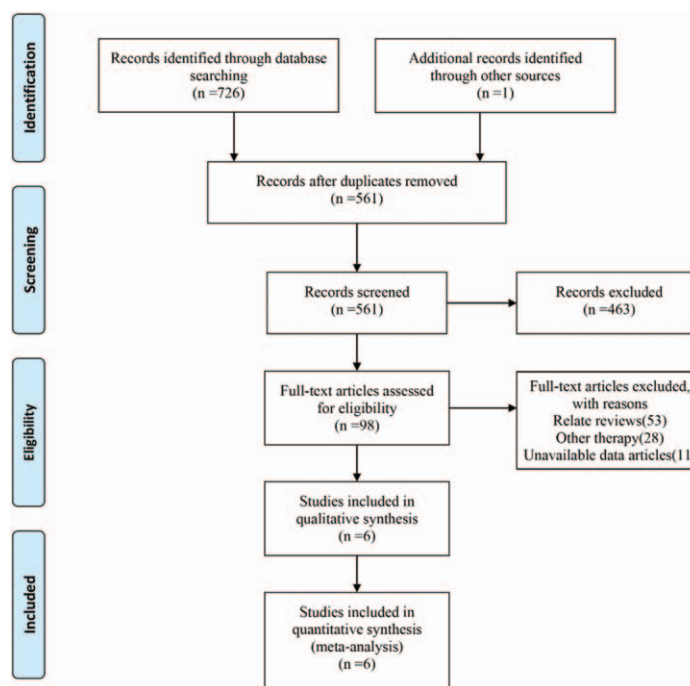 Identification
Records identified through database
searching
(n =726)
Additional records identified
through other sources
(n =1)
Records after duplicates removed
(n =561)
Screening
Records screened
(n =561)
Records excluded
(n =463)
Eligibility
Full-text articles assessed
for eligibility
(n =98)
Full-text articles excluded,
with reasons
Relate reviews(53)
Other therapy(28)
Unavailable data articles(11
Studies included in
qualitative synthesis
(n =6)
Included
Studies included in
quantitative synthesis
(meta-analysis)
(n =6)